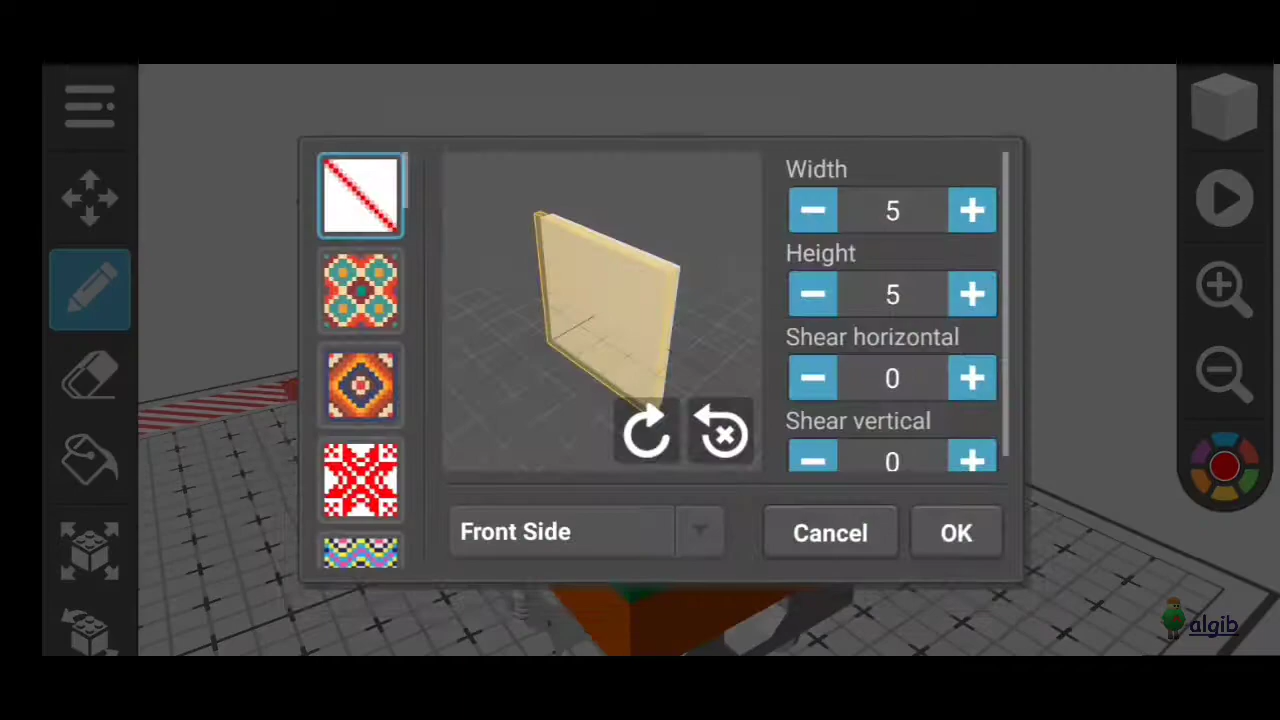 Width
5
Height
5
Shear horizontal
0
Shear vertical
0
Front Side
Cancel
OK
algib